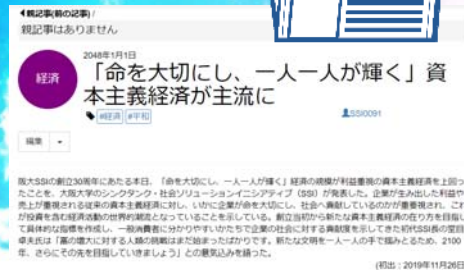 ◀親記事(前の記事) /
親記事はありません
経済
2048年1月1日
「命を大切にし、一人一人が輝く」資
本主義経済が主流に
#経済 #平和
SSI0091
編集
阪大SSIの創立30周年にあたる本日、「命を大切にし、一人一人が輝く」経済の規模が利益重視の資本主義経済を上回っ
たことを、大阪大学のシンクタンク・社会ソリューションイニシアティブ（SSI）が発表した。企業が生み出した利益や
売上が重視される従来の資本主義経済に対し、いかに企業が命を大切にし、社会へ貢献しているのかが重要視され、これ
が投資を含む経済活動の世界的潮流となっていることを示している。創立当初から新たな資本主義経済の在り方を目指し
て具体的な指標を作成し、一般消費者に分かりやすいかたちで企業の社会に対する貢献度を示してきた初代SSI長の堂目
卓夫氏は「富の増大に対する人類の挑戦はまだ始まったばかりです。新たな文明を一人一人の手で掴みとるため、2100
年、さらにその先を目指していきましょう」との意気込みを語った。
(初出：2019年11月26日